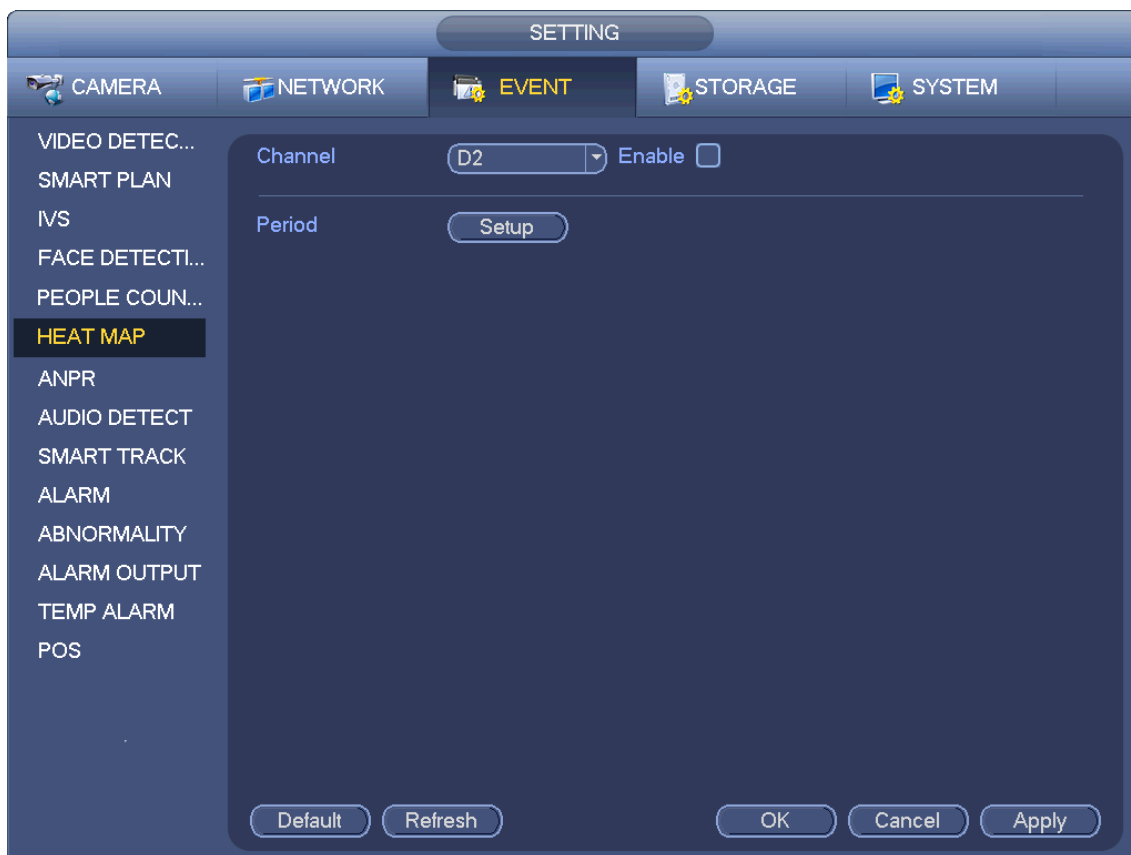 SETTING
CAMERA NETWORK EVENT STORAGE SYSTEM
VIDEO DETEC...
SMART PLAN
IVS
FACE DETECTI...
PEOPLE COUN...
HEAT MAP
ANPR
AUDIO DETECT
SMART TRACK
ALARM
ABNORMALITY
ALARM OUTPUT
TEMP ALARM
POS
Channel D2 Enable
Period Setup
Default Refresh OK Cancel Apply